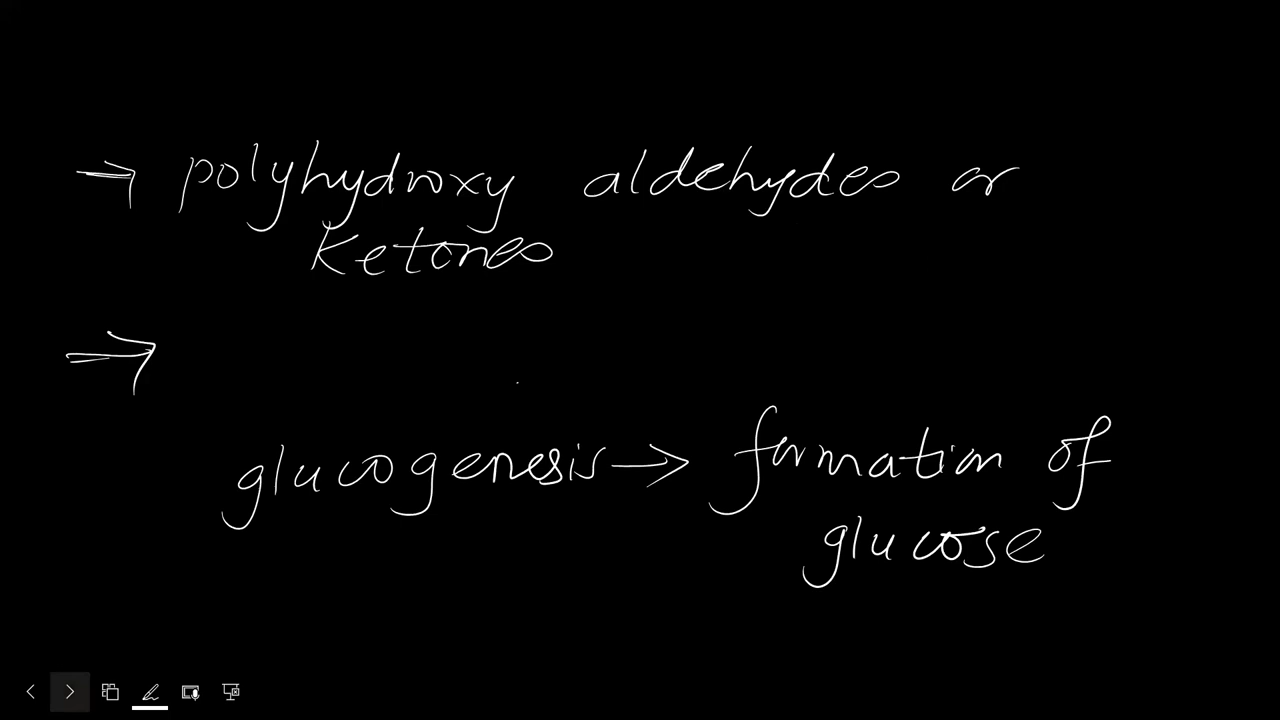 → polyhydroxy aldehydes or
Ketones
⇒
glucogenesis → formation of
glucose